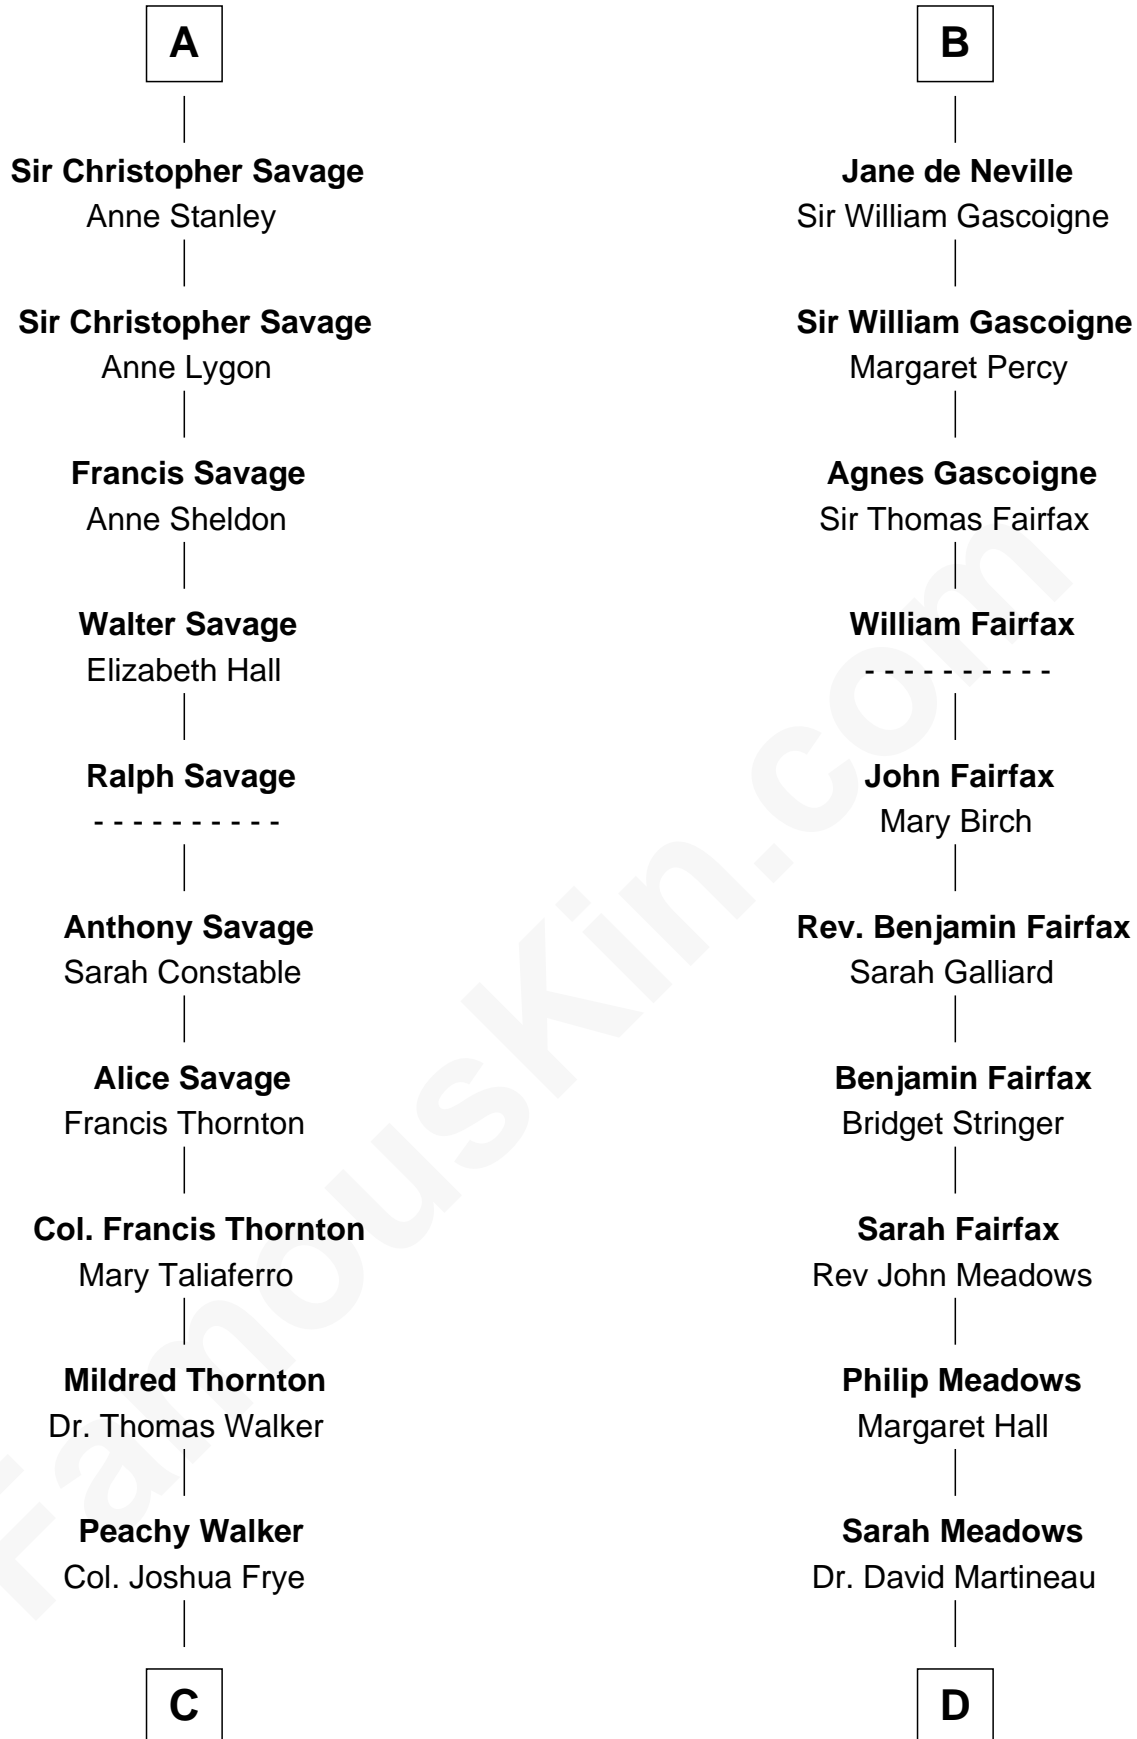 A
Sir Christopher Savage
Anne Stanley
Sir Christopher Savage
Anne Lygon
Francis Savage
Anne Sheldon
Walter Savage
Elizabeth Hall
Ralph Savage
- - - - - - - - - -
Anthony Savage
Sarah Constable
Alice Savage
Francis Thornton
Col. Francis Thornton
Mary Taliaferro
Mildred Thornton
Dr. Thomas Walker
Peachy Walker
Col. Joshua Frye
C
B
Jane de Neville
Sir William Gascoigne
Sir William Gascoigne
Margaret Percy
Agnes Gascoigne
Sir Thomas Fairfax
William Fairfax
- - - - - - - - - -
John Fairfax
Mary Birch
Rev. Benjamin Fairfax
Sarah Galliard
Benjamin Fairfax
Bridget Stringer
Sarah Fairfax
Rev John Meadows
Philip Meadows
Margaret Hall
Sarah Meadows
Dr. David Martineau
D
FamousKin.com